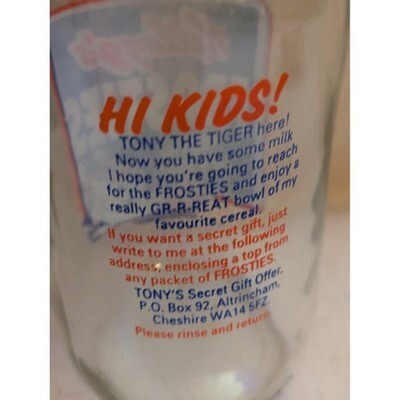 HI KIDS!
TONY THE TIGER here!
Now you have some milk
I hope you're going to reach
for the FROSTIES and enjoy a
really GR-R-REAT bowl of my
favourite cereal.
If you want a secret gift, just
write to me at the following
address, enclosing a top from
any packet of FROSTIES.
TONY'S Secret Gift Offer,
P.O. Box 92, Altrincham,
Cheshire WA14 5FZ.
Please rinse and return